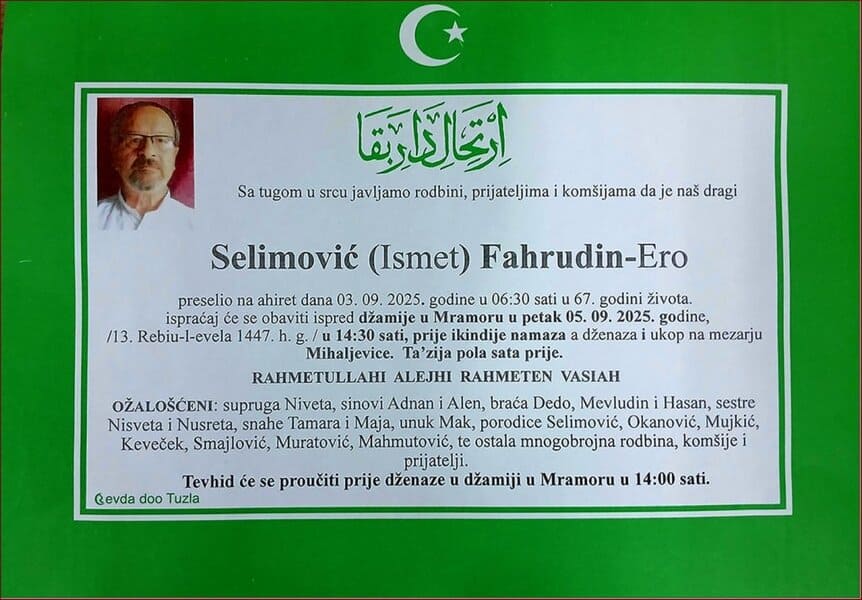 اِرْتِحَالِ دَارِ بَقَا
Sa tugom u srcu javljamo rodbini, prijateljima i komšijama da je naš dragi
Selimović (Ismet) Fahrudin-Ero
preselio na ahiret dana 03. 09. 2025. godine u 06:30 sati u 67. godini života.
ispraćaj će se obaviti ispred džamije u Mramoru u petak 05. 09. 2025. godine,
/13. Rebiu-l-evela 1447. h. g. / u 14:30 sati, prije ikindije namaza a dženaza i ukop na mezarju
Mihaljevice. Ta'zija pola sata prije.
RAHMETULLAHI ALEJHI RAHMETEN VASIAH
OŽALOŠĆENI: supruga Niveta, sinovi Adnan i Alen, braća Dedo, Mevludin i Hasan, sestre
Nisveta i Nusreta, snahe Tamara i Maja, unuk Mak, porodice Selimović, Okanović, Mujkić,
Keveček, Smajlović, Muratović, Mahmutović, te ostala mnogobrojna rodbina, komšije i
prijatelji.
Tevhid će se proučiti prije dženaze u džamiji u Mramoru u 14:00 sati.
Sevda doo Tuzla